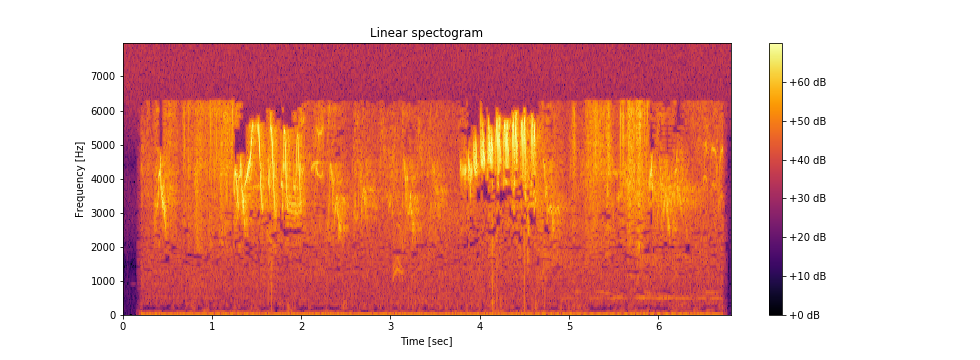 Linear spectogram
7000
6000
5000
4000
3000
2000
1000
0
Frequency [Hz]
0 1 2 3 4 5 6
Time [sec]
+60 dB
+50 dB
+40 dB
+30 dB
+20 dB
+10 dB
+0 dB